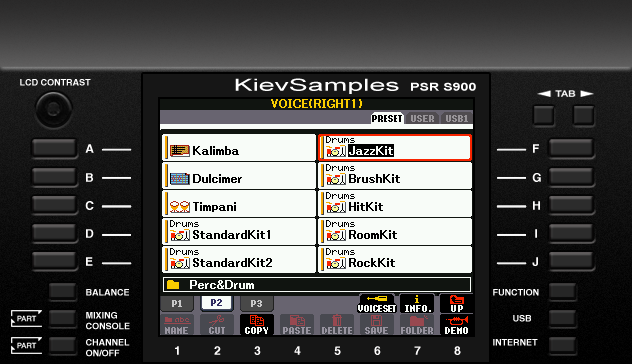 LCD CONTRAST
KievSamples PSR S900
TAB
VOICE(RIGHT1)
PRESET USER USB1
A
B
C
D
E
Kalimba
Dulcimer
Timpani
Drums
StandardKit1
Drums
StandardKit2
Drums
JazzKit
Drums
BrushKit
Drums
HitKit
Drums
RoomKit
Drums
RockKit
F
G
H
I
J
Perc&Drum
P1 P2 P3
VOICESET INFO. UP
NAME CUT COPY PASTE DELETE SAVE FOLDER DEMO
BALANCE
PART MIXING
CONSOLE
PART CHANNEL
ON/OFF
FUNCTION
USB
INTERNET
1 2 3 4 5 6 7 8